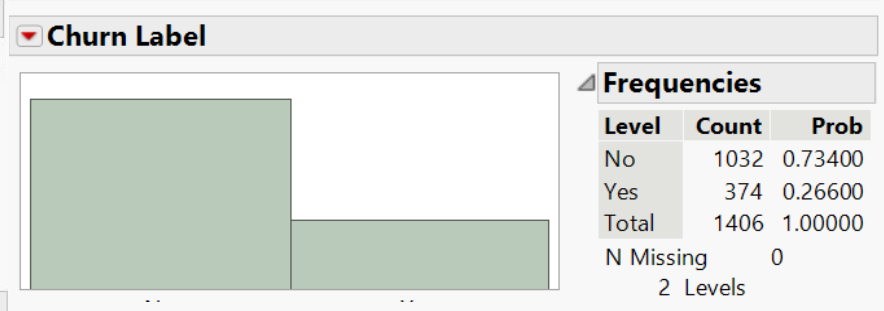 Churn Label
Frequencies
Level Count Prob
No 1032 0.73400
Yes 374 0.26600
Total 1406 1.00000
N Missing 0
2 Levels